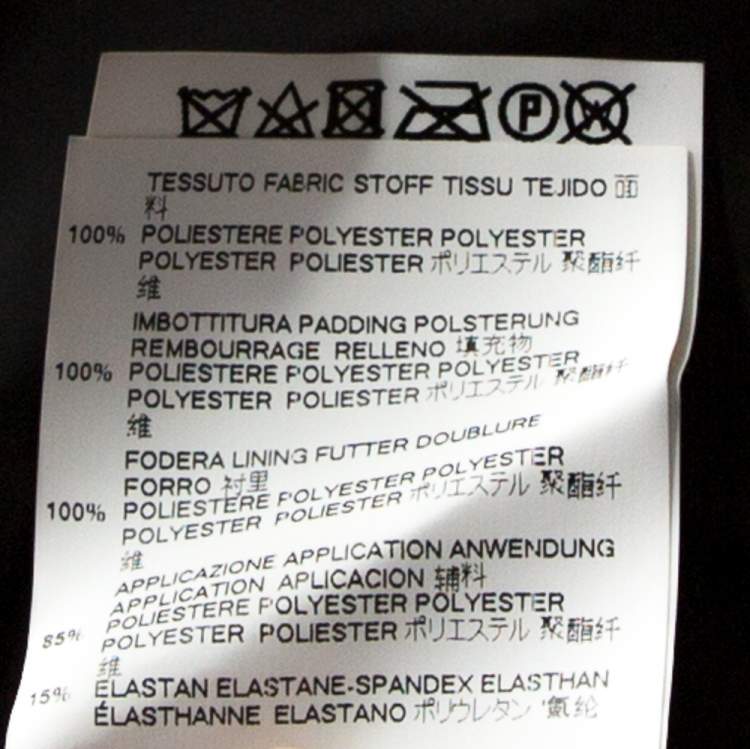 P W
TESSUTO FABRIC STOFF TISSU TEJIDO 面
料
100% POLIESTERE POLYESTER POLYESTER
POLYESTER POLIESTER ポリエステル 聚酯纤
维
IMBOTTITURA PADDING POLSTERUNG
REMBOURRAGE RELLENO 填充物
100% POLIESTERE POLYESTER POLYESTER
POLYESTER POLIESTER ポリエステル 聚酯纤
维
FODERA LINING FUTTER DOUBLURE
FORRO 衬里
100% POLIESTERE POLYESTER POLYESTER
POLYESTER POLIESTER ポリエステル 聚酯纤
维
APPLICAZIONE APPLICATION ANWENDUNG
APPLICATION APLICACION 辅料
85% POLIESTERE POLYESTER POLYESTER
POLYESTER POLIESTER ポリエステル 聚酯纤
维
15% ELASTAN ELASTANE-SPANDEX ELASTHAN
ÉLASTHANNE ELASTANO ポリウレタン 氨纶